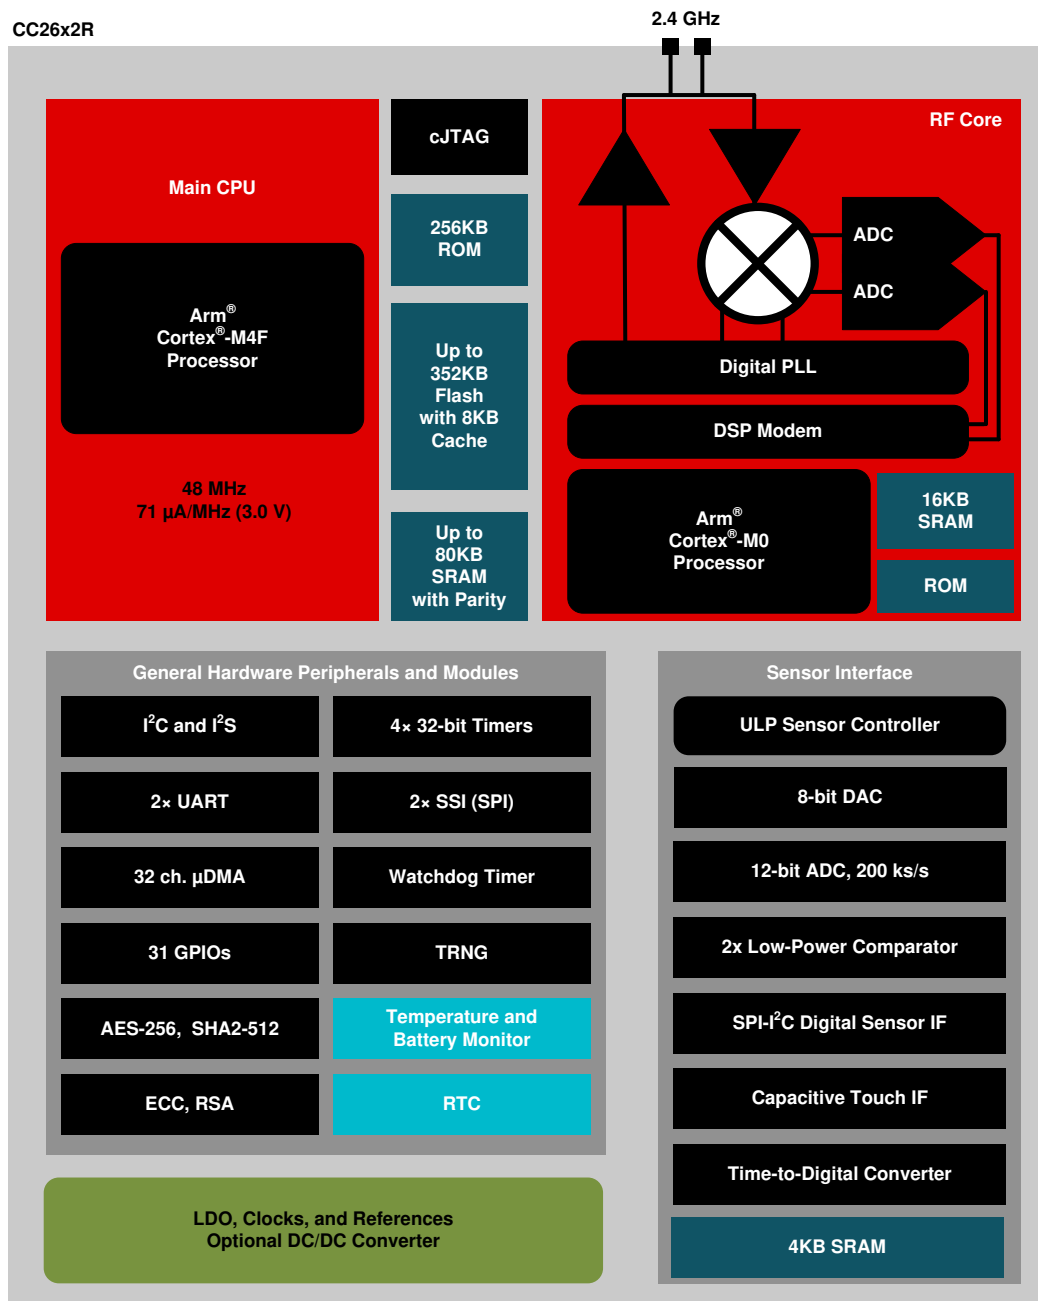 CC26x2R
2.4 GHz
Main CPU
Arm®
Cortex®-M4F
Processor
48 MHz
71 µA/MHz (3.0 V)
cJTAG
256KB
ROM
Up to
352KB
Flash
with 8KB
Cache
Up to
80KB
SRAM
with Parity
RF Core
ADC
ADC
Digital PLL
DSP Modem
Arm®
Cortex®-M0
Processor
16KB
SRAM
ROM
General Hardware Peripherals and Modules
I²C and I²S
4× 32-bit Timers
2× UART
2× SSI (SPI)
32 ch. µDMA
Watchdog Timer
31 GPIOs
TRNG
AES-256, SHA2-512
Temperature and
Battery Monitor
ECC, RSA
RTC
LDO, Clocks, and References
Optional DC/DC Converter
Sensor Interface
ULP Sensor Controller
8-bit DAC
12-bit ADC, 200 ks/s
2x Low-Power Comparator
SPI-I²C Digital Sensor IF
Capacitive Touch IF
Time-to-Digital Converter
4KB SRAM